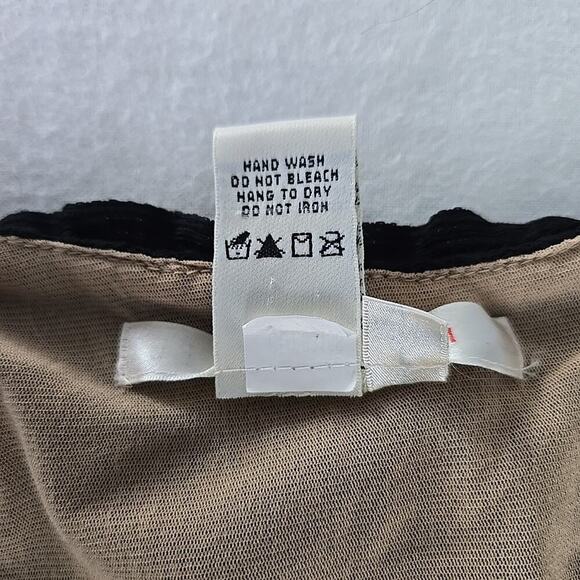 HAND WASH
DO NOT BLEACH
HANG TO DRY
DO NOT IRON